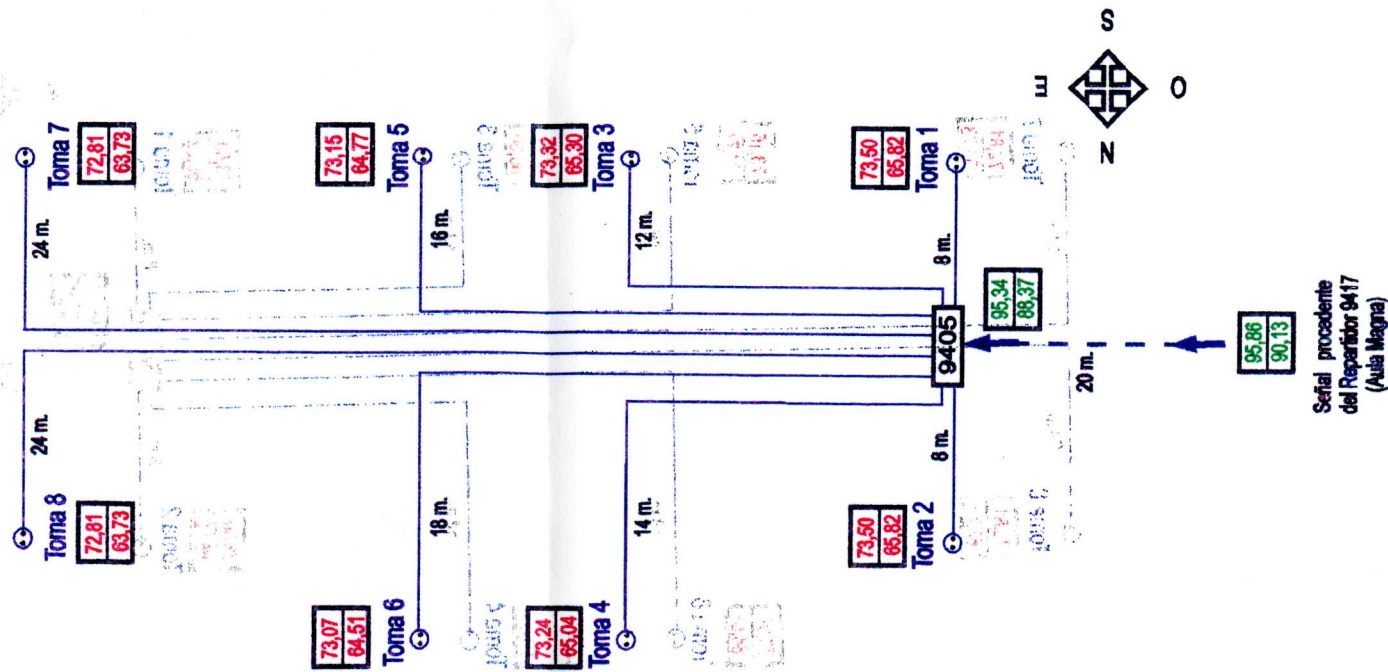 24 m.
Toma 7
72,81
63,73
24 m.
Toma 8
72,81
63,73
16 m.
Toma 5
73,15
64,77
18 m.
Toma 6
73,07
64,51
12 m.
Toma 3
73,32
65,30
14 m.
Toma 4
73,24
65,04
8 m.
Toma 1
73,50
65,82
8 m.
Toma 2
73,50
65,82
9405
95,34
88,37
20 m.
95,86
90,13
Señal procadente
del Repartidor 9417
(Aula Magna)
E
S
N
O